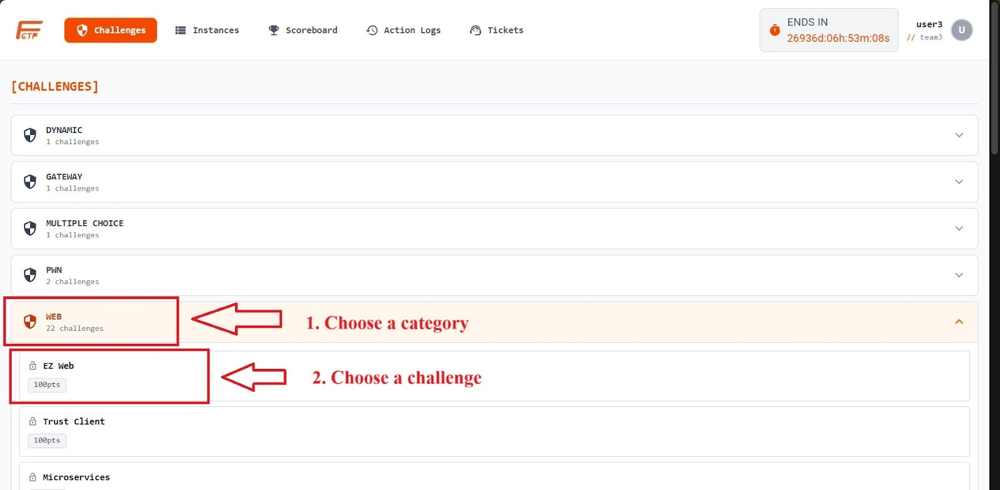 FCTF
Challenges
Instances
Scoreboard
Action Logs
Tickets
ENDS IN
26936d:06h:53m:08s
user3
// team3
U
[CHALLENGES]
DYNAMIC
1 challenges
GATEWAY
1 challenges
MULTIPLE CHOICE
1 challenges
PWN
2 challenges
WEB
22 challenges
1. Choose a category
EZ Web
100pts
2. Choose a challenge
Trust Client
100pts
Microservices